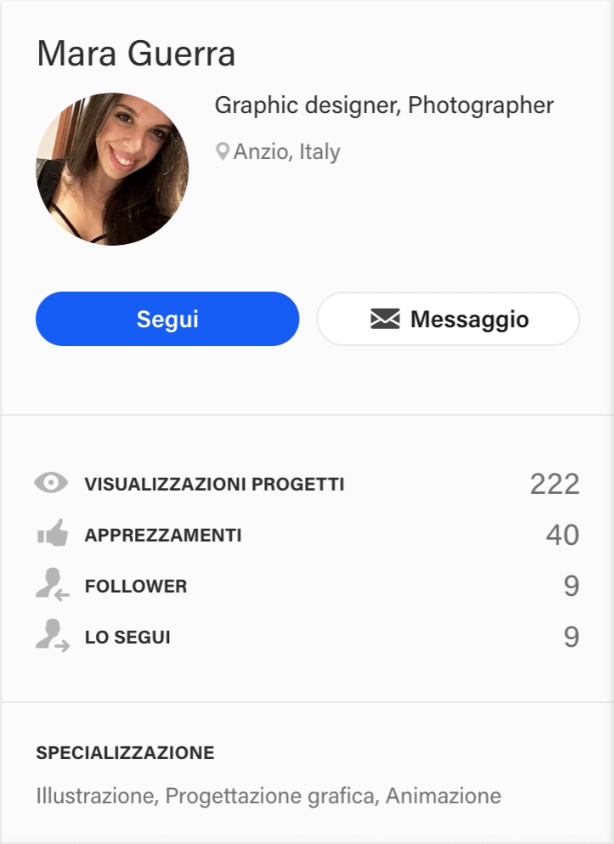 Mara Guerra
Graphic designer, Photographer
Anzio, Italy
Segui
Messaggio
VISUALIZZAZIONI PROGETTI 222
APPREZZAMENTI 40
FOLLOWER 9
LO SEGUI 9
SPECIALIZZAZIONE
Illustrazione, Progettazione grafica, Animazione